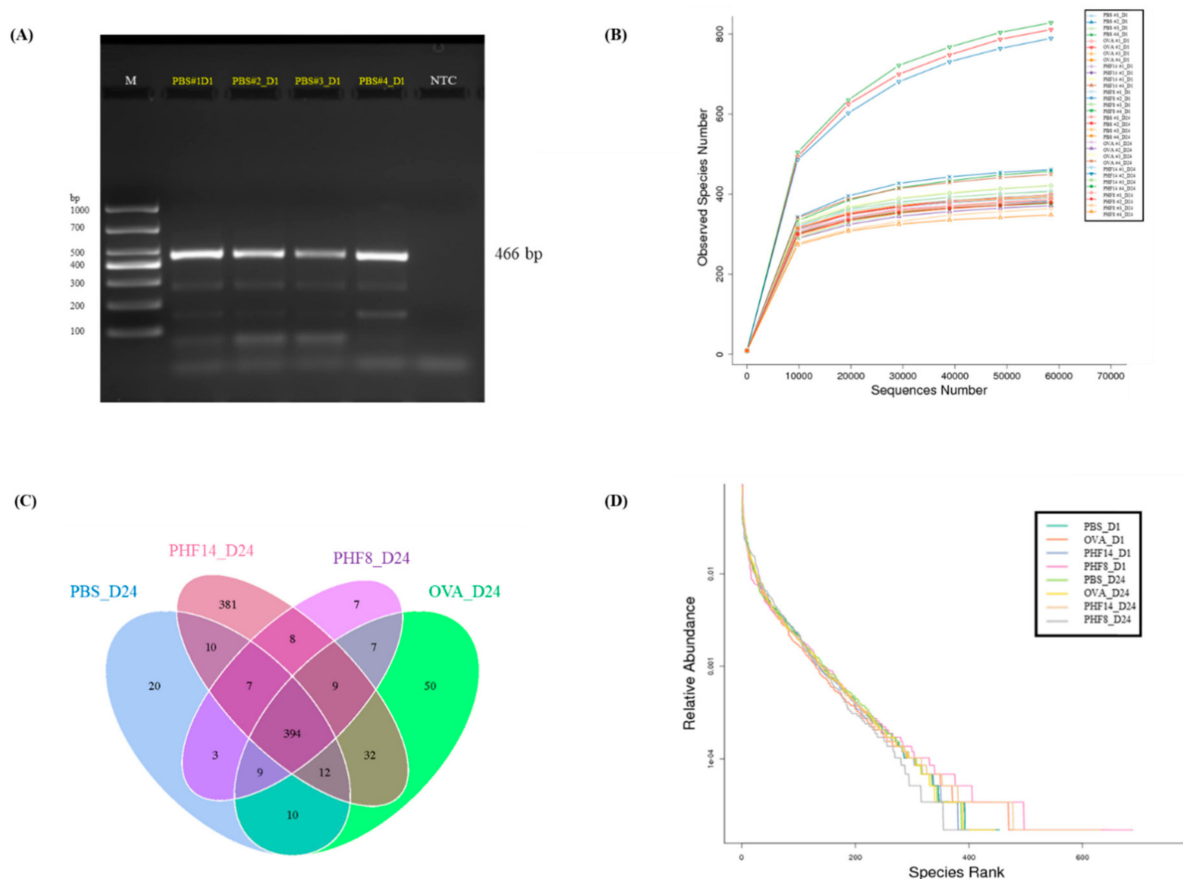 (A)
M PBS#1D1 PBS#2_D1 PBS#3_D1 PBS#4_D1 NTC
bp
1000
700
500
400
300
200
100
466 bp
(B)
Observed Species Number
800
600
400
200
0
0 10000 20000 30000 40000 50000 60000 70000
Sequences Number
(C)
PHF14_D24
PHF8_D24
PBS_D24
OVA_D24
381
7
10
8
7
20
7
9
50
394
3
32
9
12
10
(D)
Relative Abundance
0.01
0.001
1e-04
PBS_D1
OVA_D1
PHF14_D1
PHF8_D1
PBS_D24
OVA_D24
PHF14_D24
PHF8_D24
0 200 400 600
Species Rank